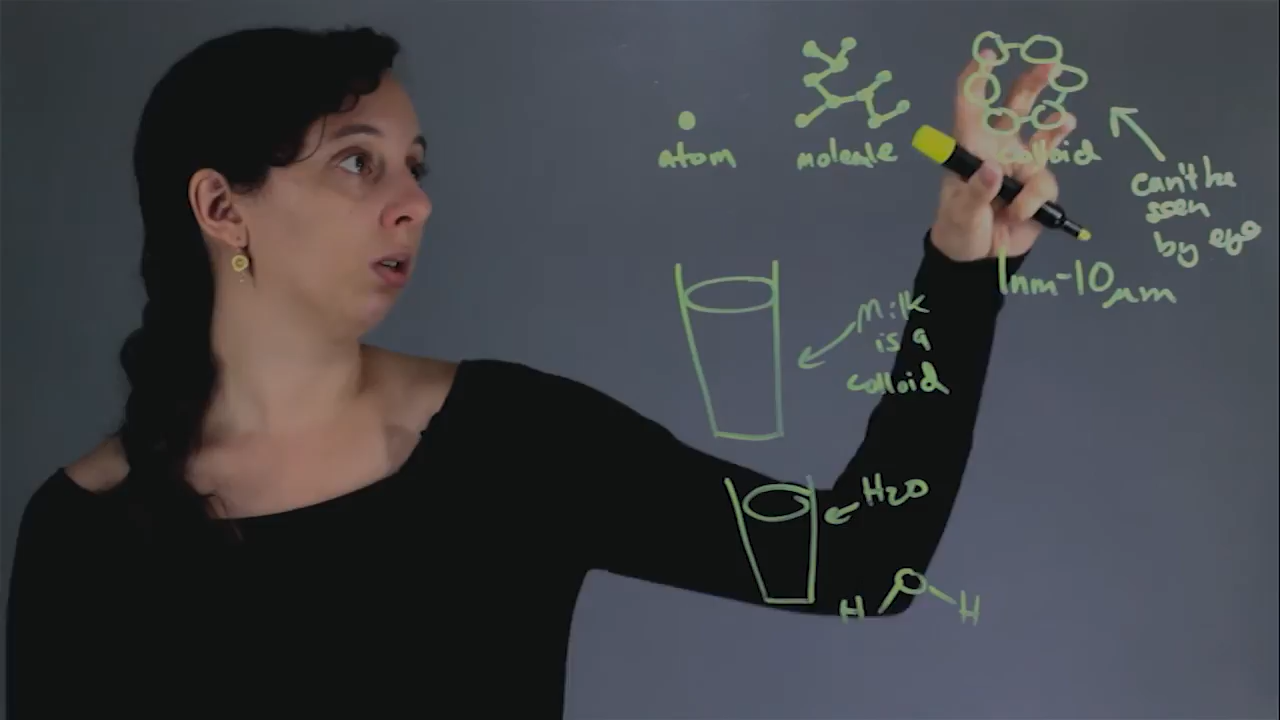 atom
molecule
colloid
can't be
seen
by eye
1nm-10 μm
Milk
is a
colloid
H2O
O
H
H